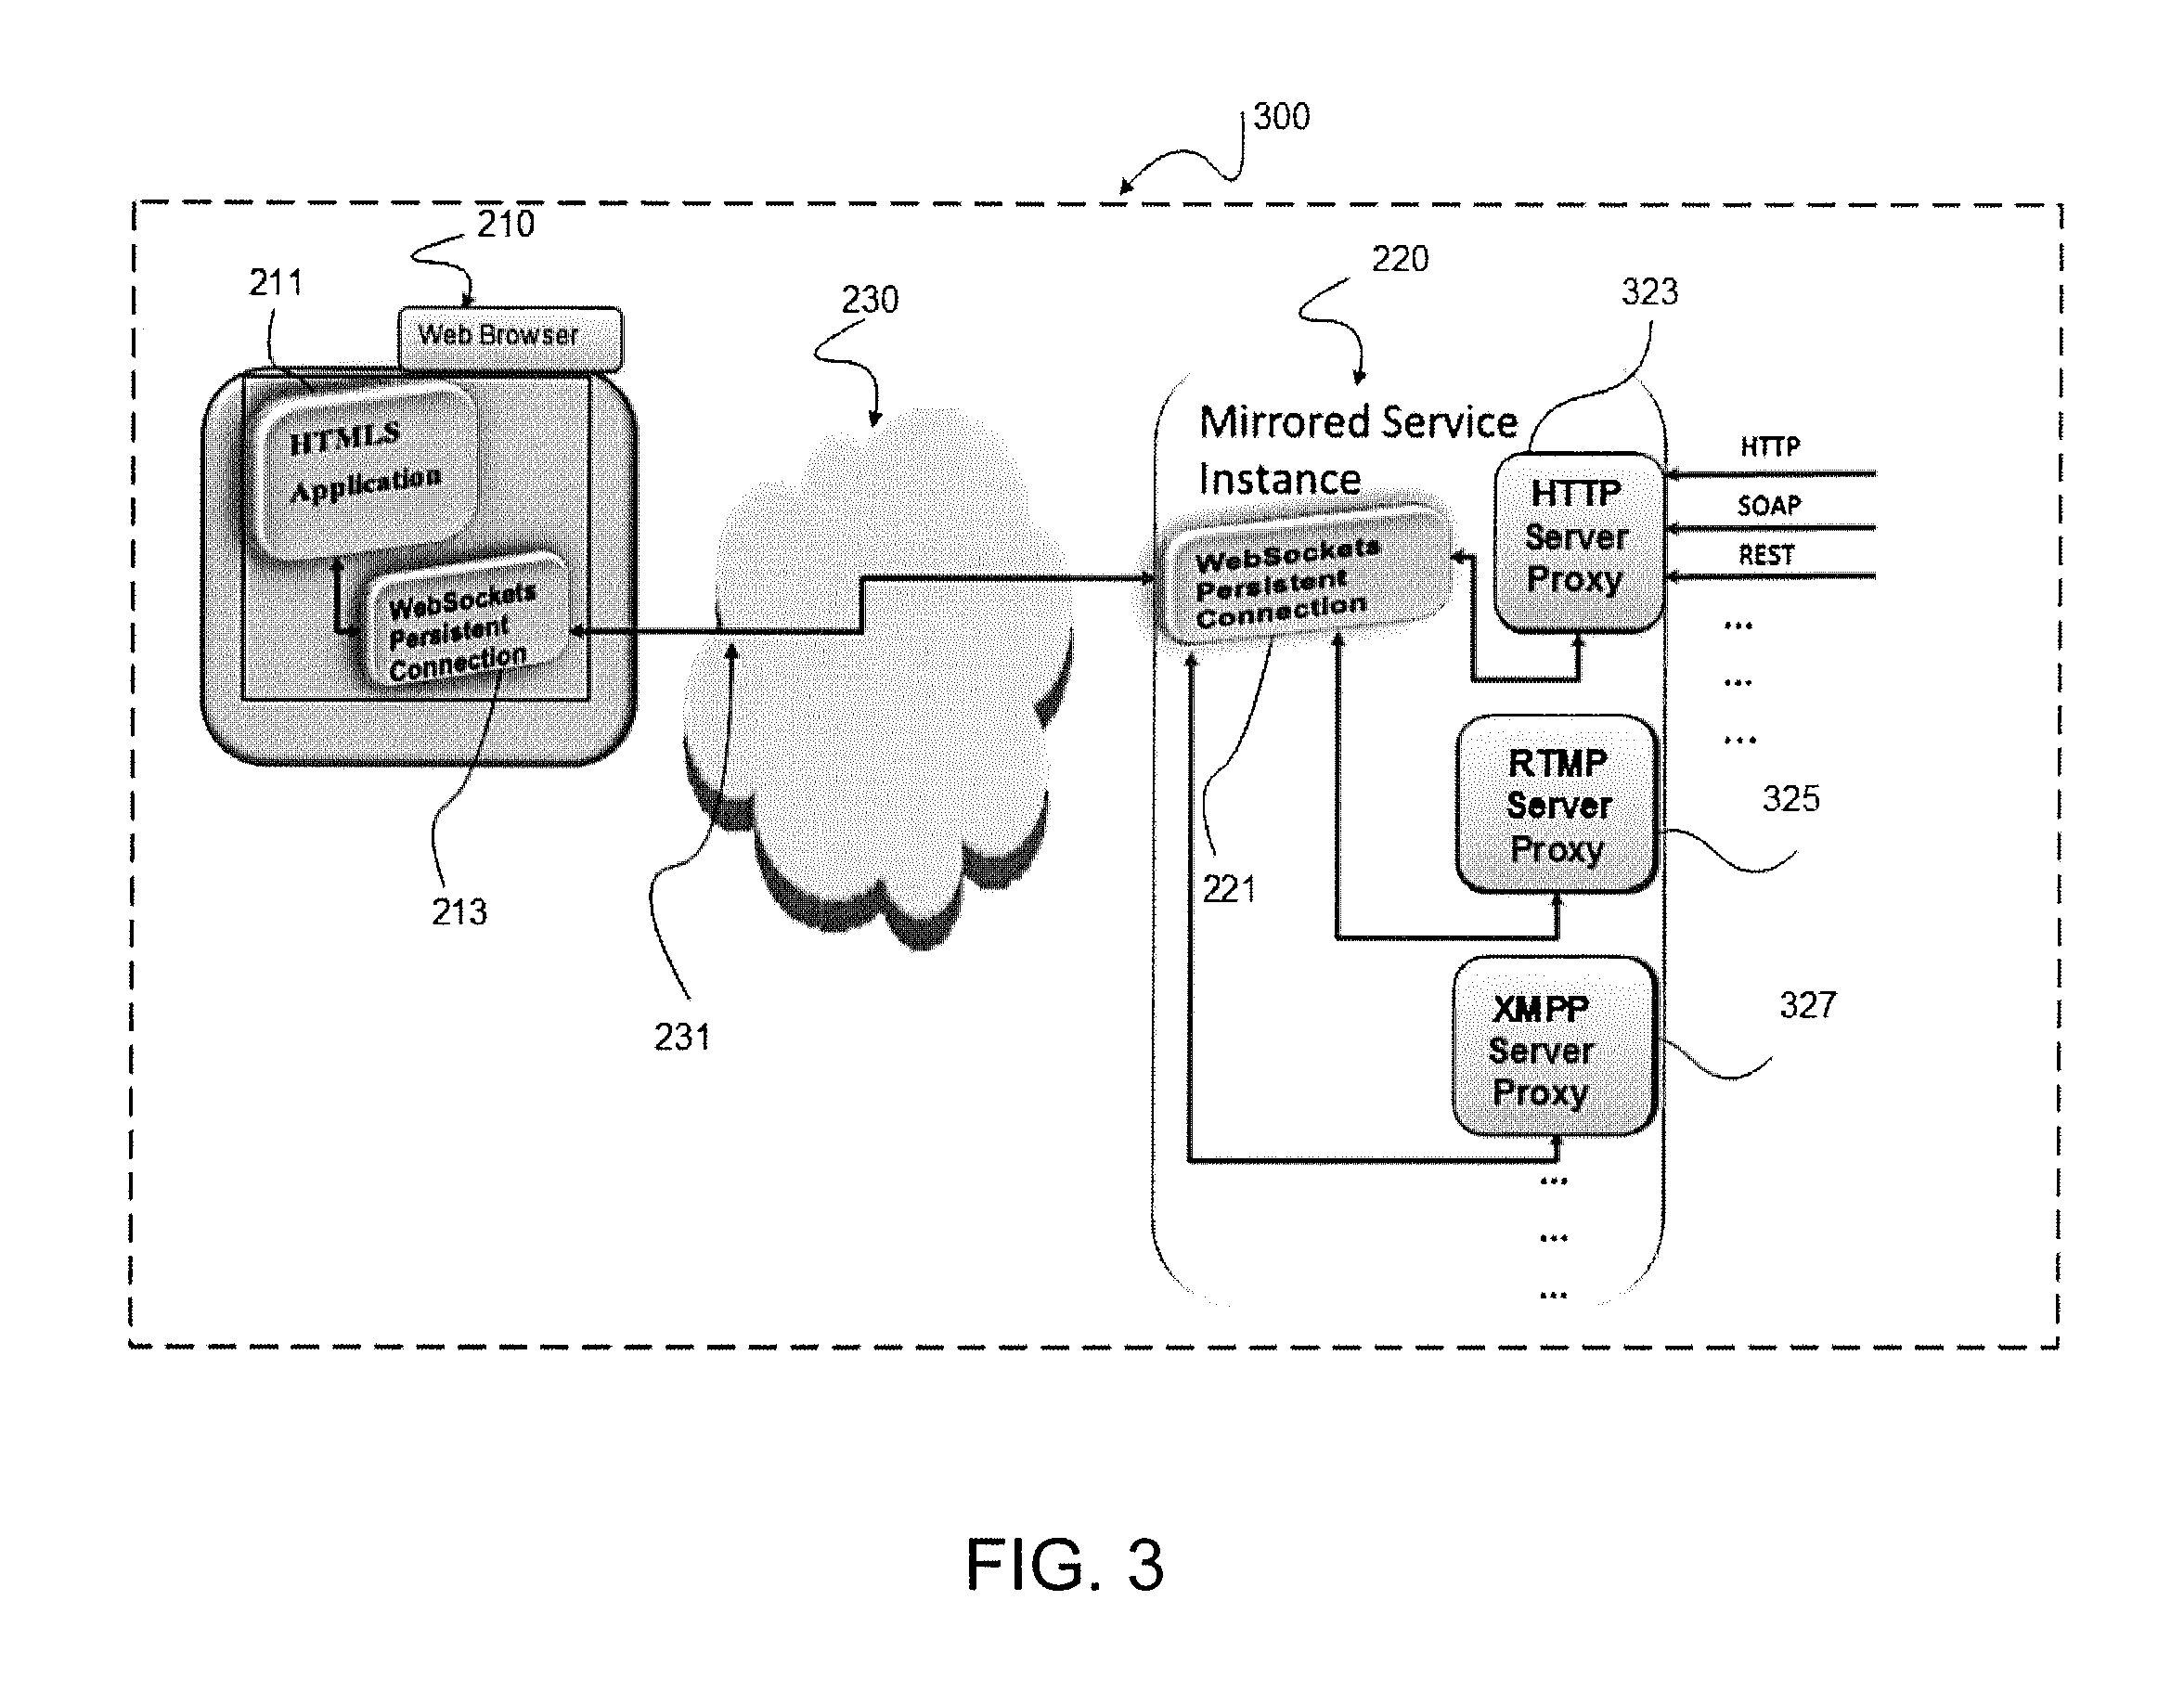 300
210
211
220
230
323
Web Browser
Mirrored Service
Instance
HTMLS
Application
HTTP
SOAP
REST
HTTP
Server
Proxy
WebSockets
Persistent
Connection
WebSockets
Persistent
Connection
...
...
...
RTMP
Server
Proxy
325
221
213
231
XMPP
Server
Proxy
327
...
...
...
FIG. 3